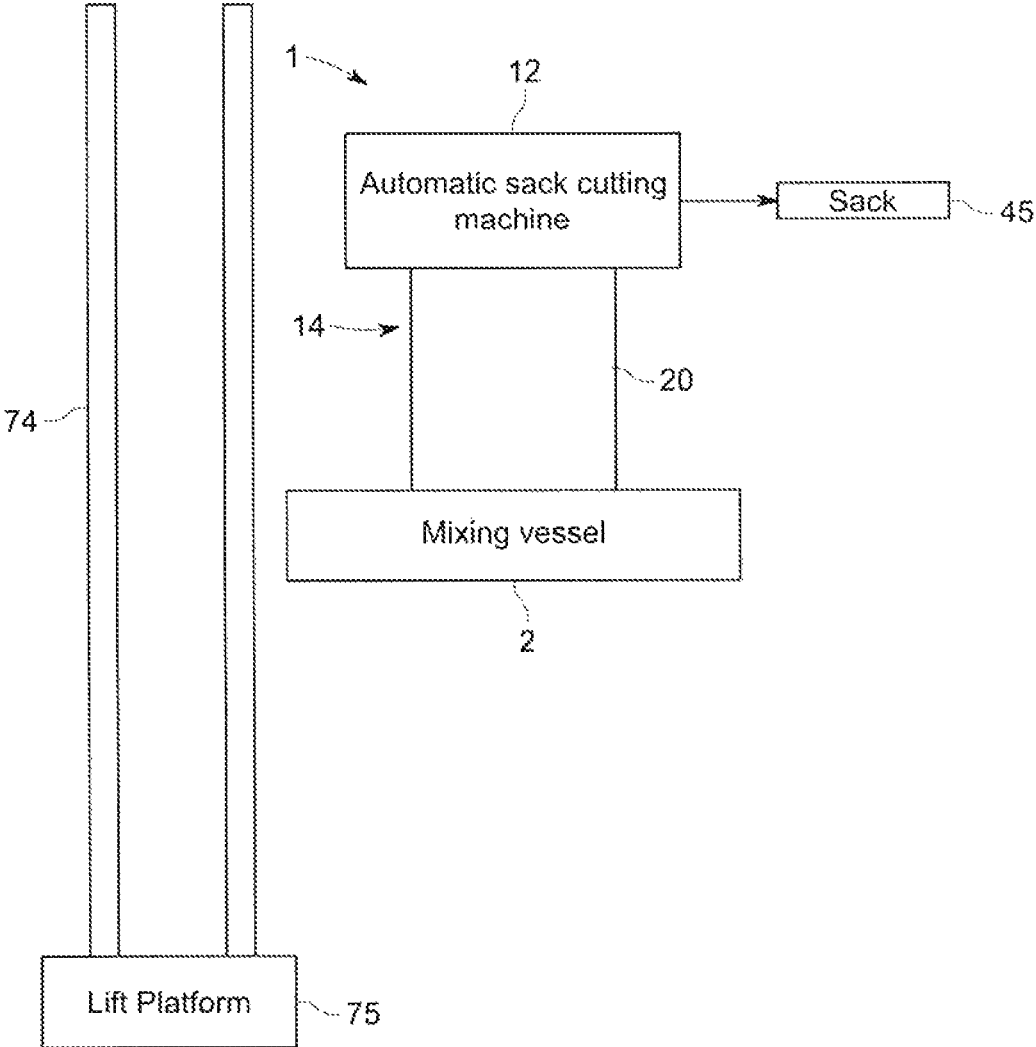 1
12
Automatic sack cutting
machine
Sack
45
14
20
74
Mixing vessel
2
Lift Platform
75